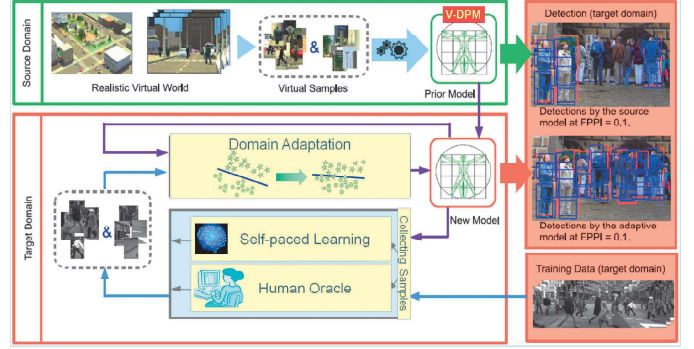 Source Domain
Realistic Virtual World
&
Virtual Samples
V-DPM
Prior Model
Detection (target domain)
Detections by the source
model at FPPI = 0.1.
Target Domain
&
Domain Adaptation
New Model
Self-paced Learning
Human Oracle
Collecting Samples
Detections by the adaptive
model at FPPI = 0.1.
Training Data (target domain)